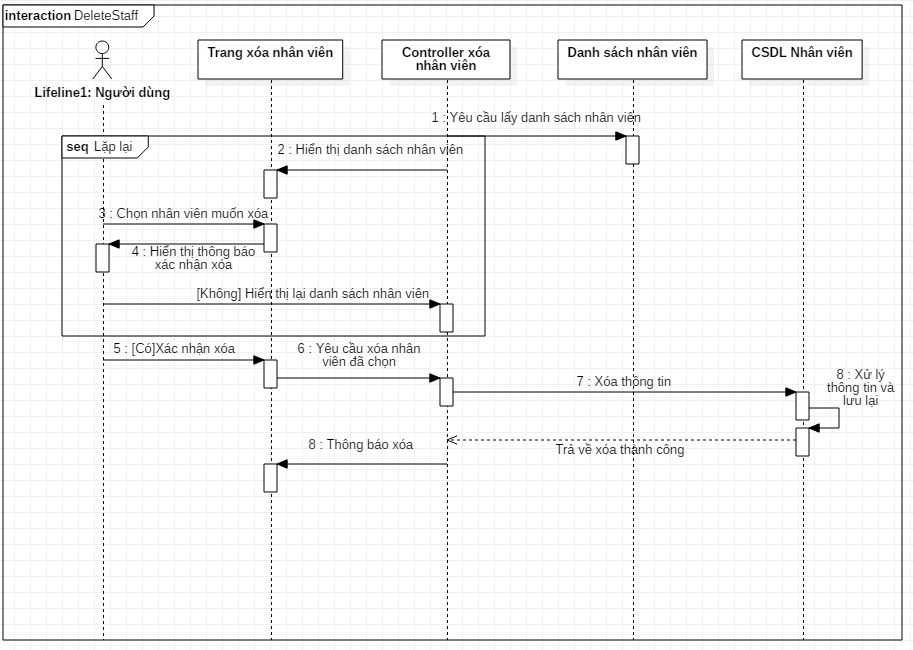 interaction DeleteStaff
Lifeline1: Người dùng
Trang xóa nhân viên
Controller xóa
nhân viên
Danh sách nhân viên
CSDL Nhân viên
1 : Yêu cầu lấy danh sách nhân viên
seq Lặp lại
2 : Hiển thị danh sách nhân viên
3 : Chọn nhân viên muốn xóa
4 : Hiển thị thông báo
xác nhận xóa
[Không] Hiển thị lại danh sách nhân viên
5 : [Có]Xác nhận xóa
6 : Yêu cầu xóa nhân
viên đã chọn
7 : Xóa thông tin
8 : Xử lý
thông tin và
lưu lại
Trả về xóa thành công
8 : Thông báo xóa